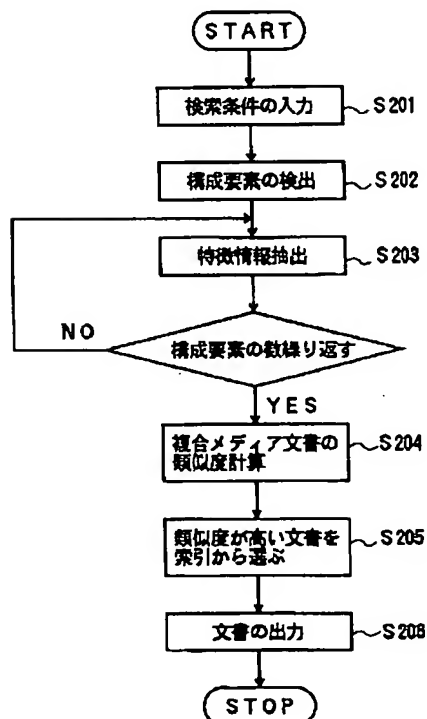 START
検索条件の入力
S201
構成要素の検出
S202
特徴情報抽出
S203
NO
構成要素の数繰り返す
YES
複合メディア文書の
類似度計算
S204
類似度が高い文書を
索引から選ぶ
S205
文書の出力
S206
STOP